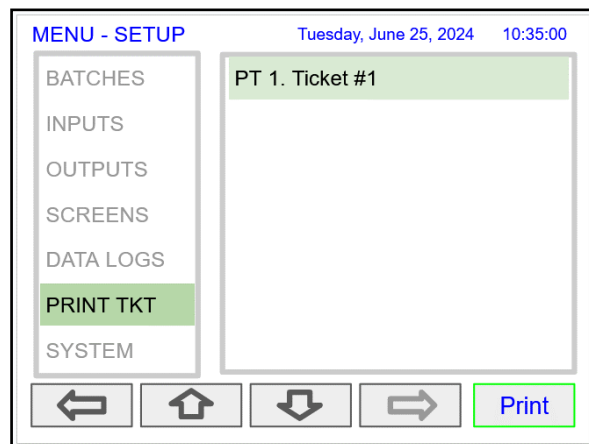 MENU - SETUP Tuesday, June 25, 2024 10:35:00
BATCHES
INPUTS
OUTPUTS
SCREENS
DATA LOGS
PRINT TKT
SYSTEM
PT 1. Ticket #1
Print